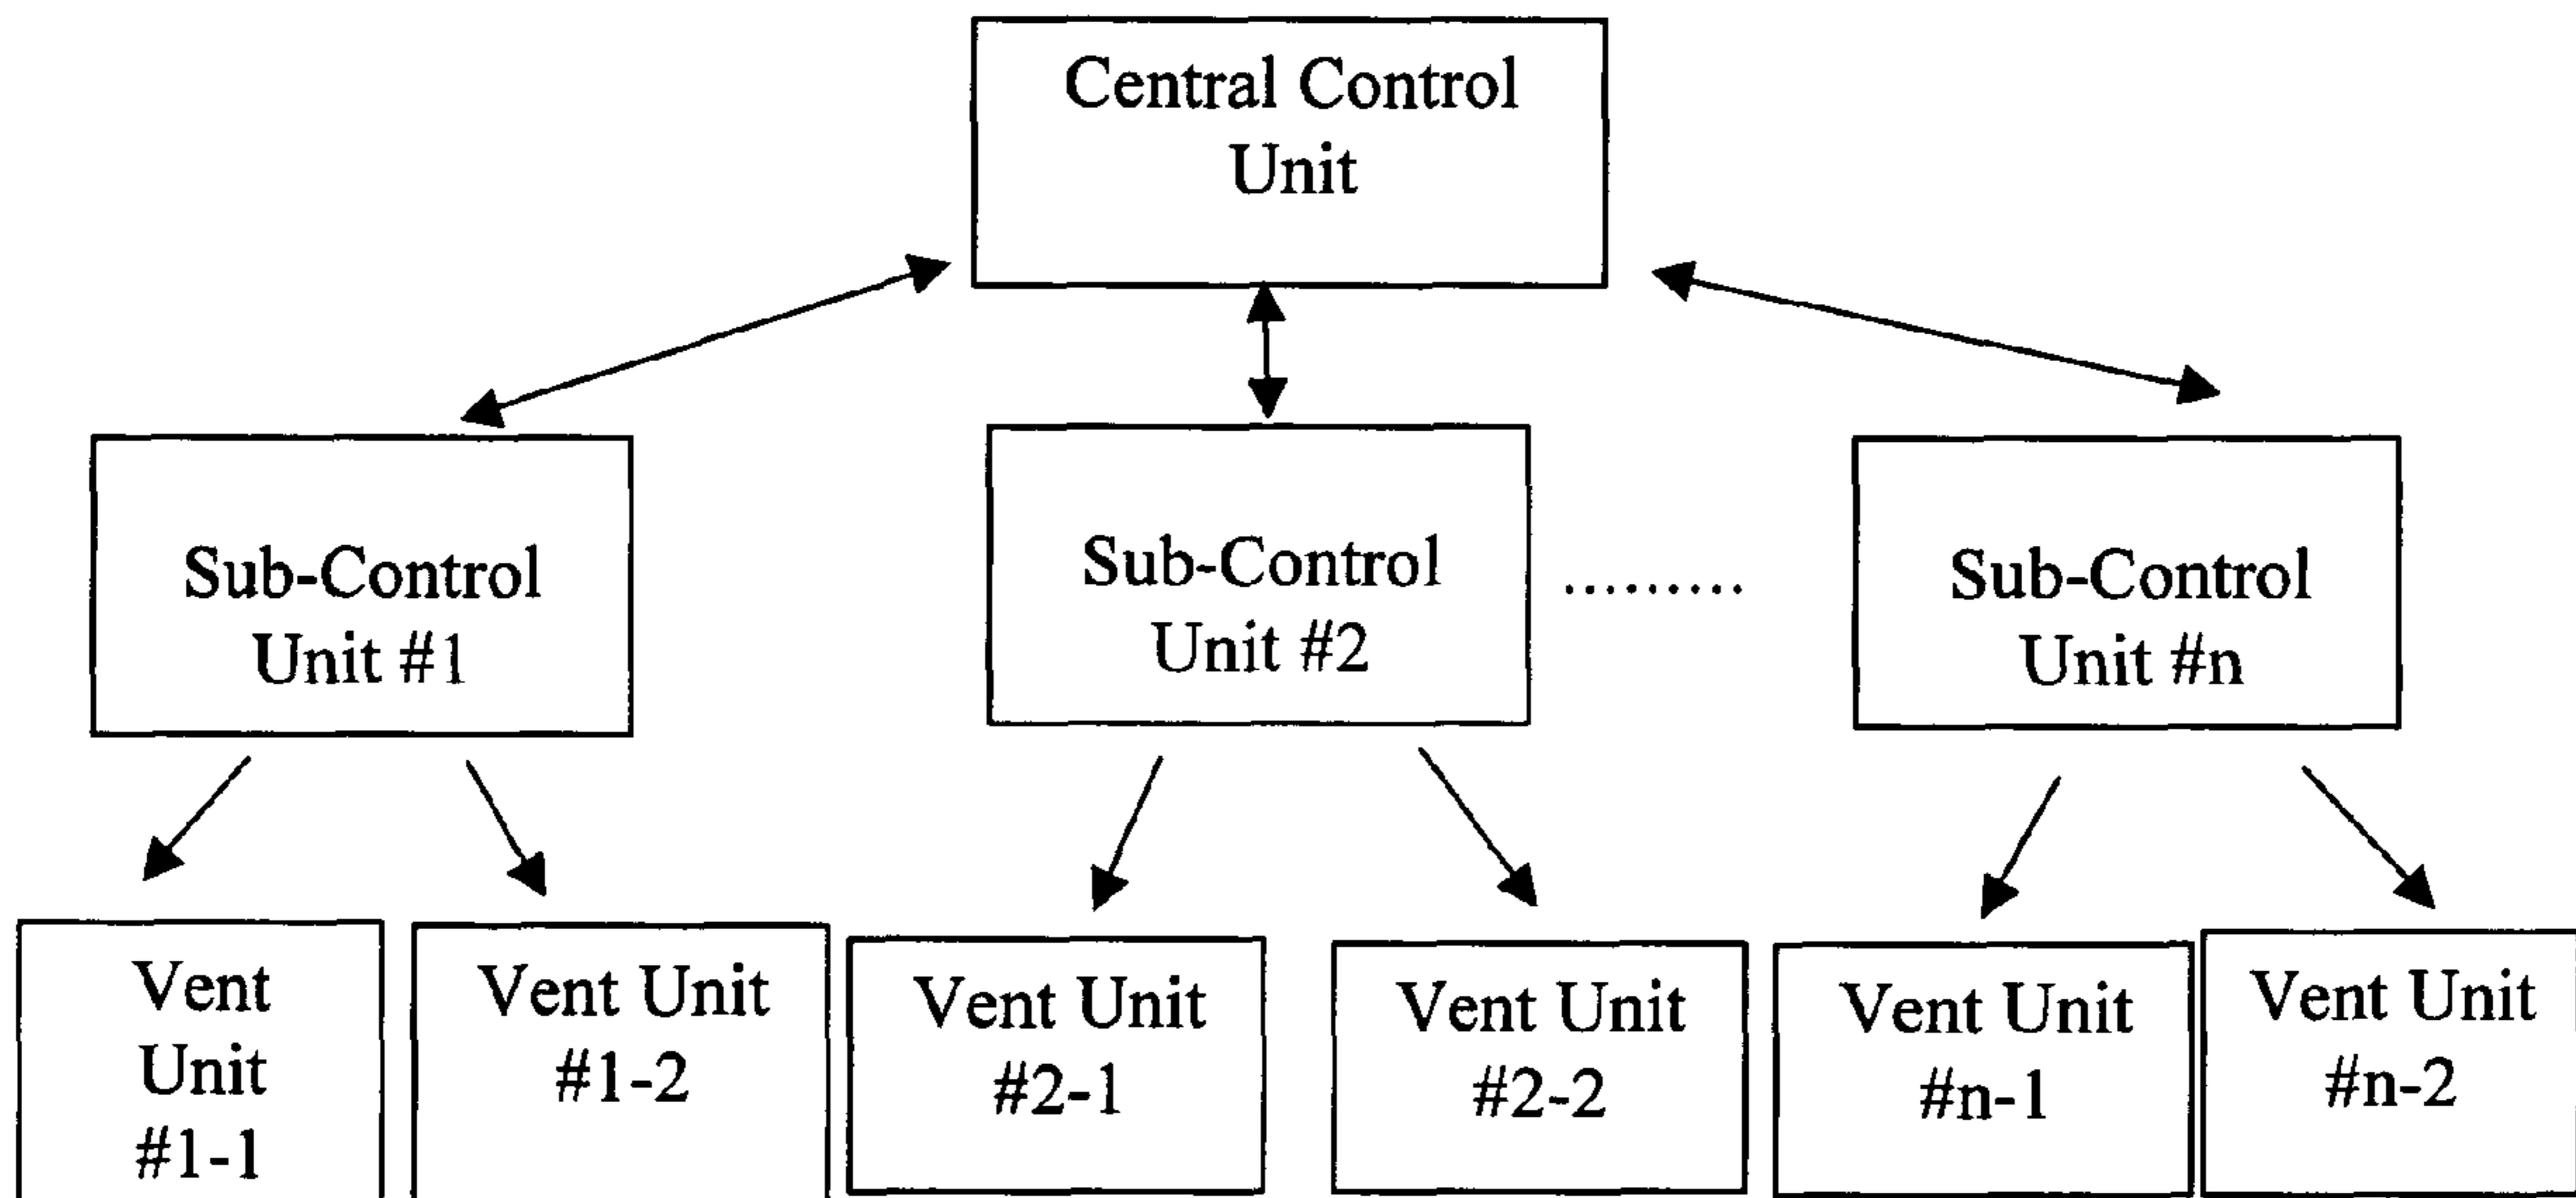 Central Control
Unit
Sub-Control
Unit #1
Sub-Control
Unit #2
.........
Sub-Control
Unit #n
Vent
Unit
#1-1
Vent Unit
#1-2
Vent Unit
#2-1
Vent Unit
#2-2
Vent Unit
#n-1
Vent Unit
#n-2